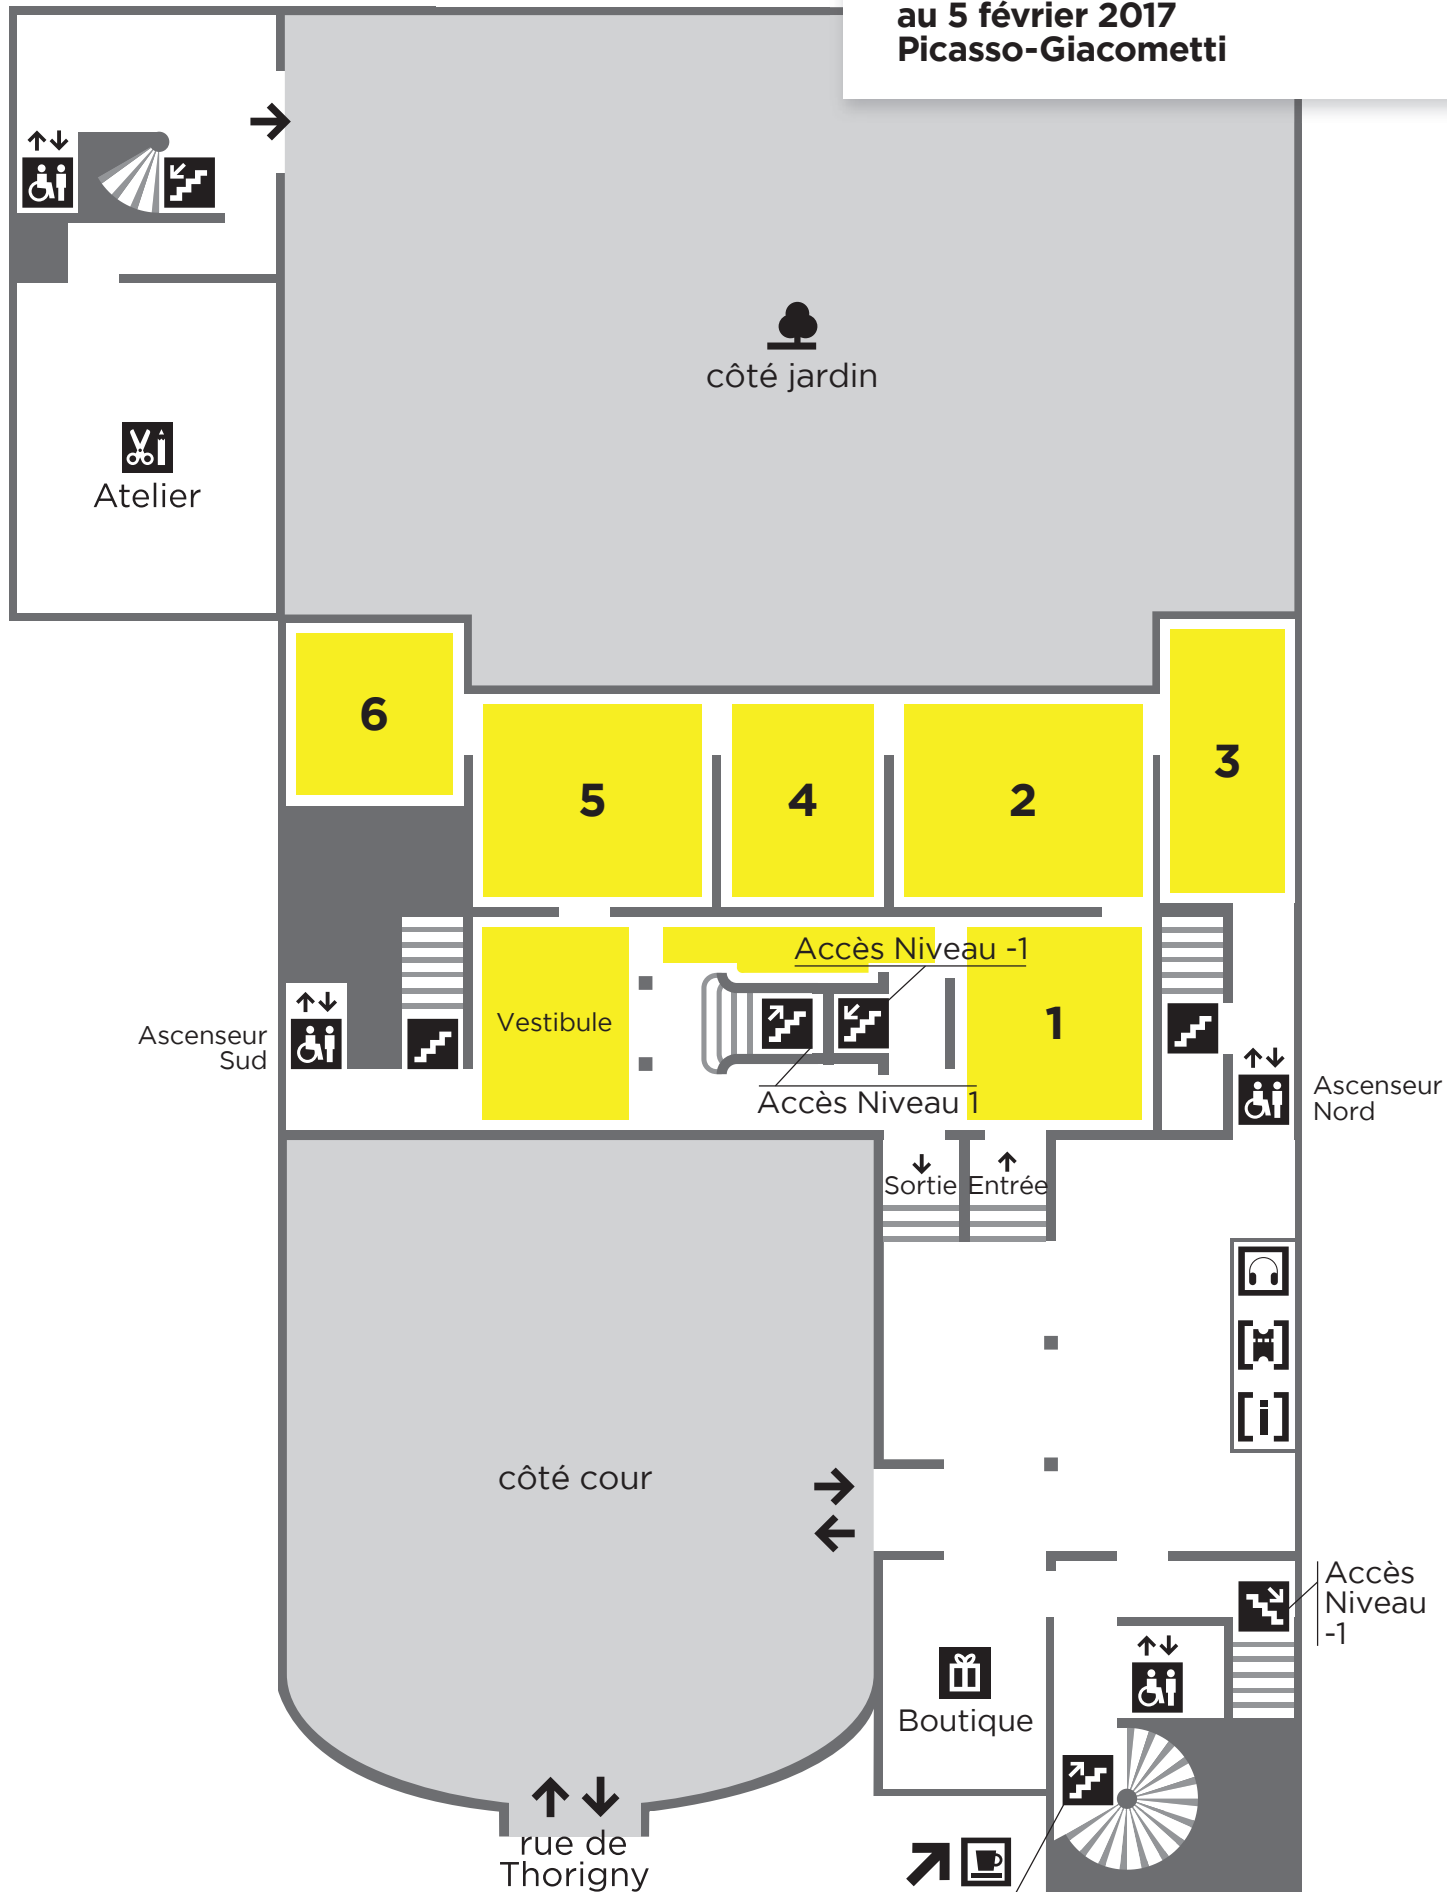 au 5 février 2017
Picasso-Giacometti
côté jardin
Atelier
6
5
4
2
3
Accès Niveau -1
Vestibule
1
Ascenseur
Sud
Accès Niveau 1
Ascenseur
Nord
Sortie
Entrée
[i]
côté cour
Accès
Niveau
-1
Boutique
rue de
Thorigny